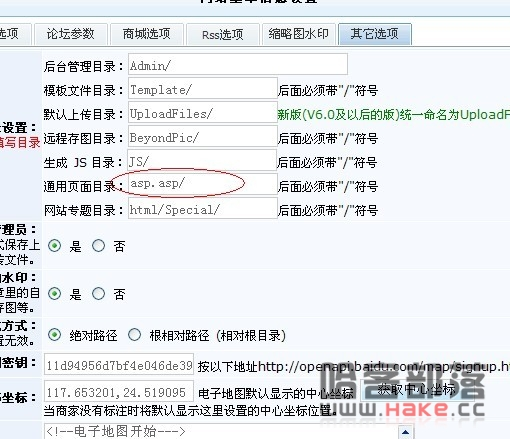 选项 论坛参数 商城选项 Rss选项 缩略图水印 其它选项
后台管理目录: Admin/
模板文件目录: Template/ 后面必须带"/"符号
默认上传目录: UploadFiles/ 新版(V6.0及以后的版)统一命名为UploadF
设置:
远程存图目录: BeyondPic/ 后面必须带"/"符号
填写目录
生成 JS 目录: JS/ 后面必须带"/"符号
通用页面目录: asp.asp/ 后面必须带"/"符号
网站专题目录: html/Special/ 后面必须带"/"符号
管理员:
式保存上
传文件。
是 否
水印:
章里的自
存图等。
是 否
方式:
置无效。
绝对路径 根相对路径 (相对根目录)
密钥: 11d94956d7bf4e046de39 按以下地址http://openapi.baidu.com/map/signup.h
坐标: 117.653201,24.519095 电子地图默认显示的中心坐标 获取中心坐标
当商家没有标注时将默认显示这里设置的中心坐标位置。
<!--电子地图开始--->
哈客部落
www.Hake.cc